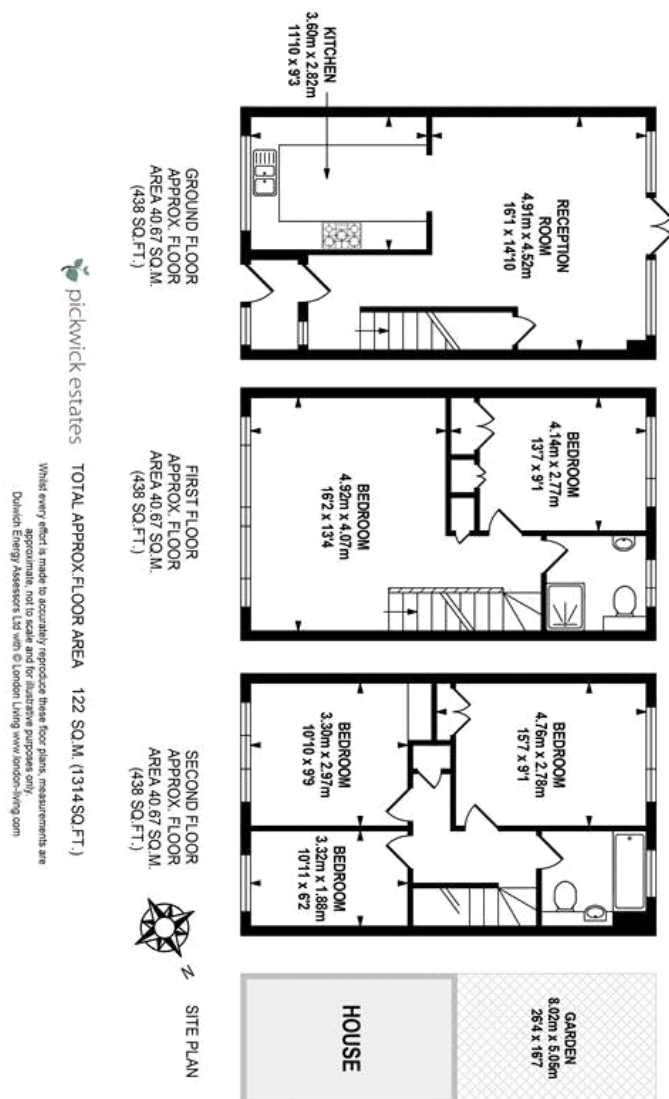 KITCHEN
3.60m x 2.82m
11'10 x 9'3
RECEPTION
ROOM
4.91m x 4.52m
16'1 x 14'10
GROUND FLOOR
APPROX. FLOOR
AREA 40.67 SQ.M.
(438 SQ.FT.)
BEDROOM
4.14m x 2.77m
13'7 x 9'1
BEDROOM
4.92m x 4.07m
16'2 x 13'4
FIRST FLOOR
APPROX. FLOOR
AREA 40.67 SQ.M.
(438 SQ.FT.)
BEDROOM
4.76m x 2.78m
15'7 x 9'1
BEDROOM
3.30m x 2.97m
10'10 x 9'9
BEDROOM
3.32m x 1.88m
10'11 x 6'2
SECOND FLOOR
APPROX. FLOOR
AREA 40.67 SQ.M.
(438 SQ.FT.)
GARDEN
8.02m x 5.05m
26'4 x 16'7
HOUSE
SITE PLAN
N
pickwick estates
TOTAL APPROX.FLOOR AREA 122 SQ.M. (1314SQ.FT.)
Whilst every effort is made to accurately reproduce these floor plans, measurements are
approximate, not to scale and for illustrative purposes only.
Dulwich Energy Assessors Ltd with © London Living www.london-living.com